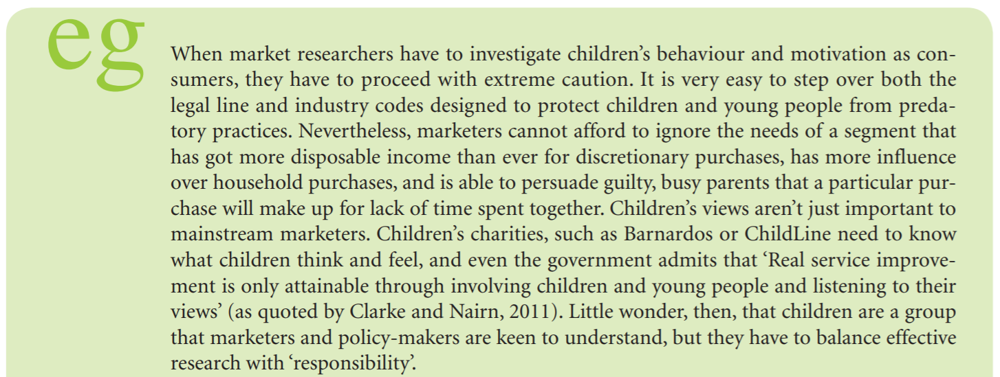 eg
When market researchers have to investigate children’s behaviour and motivation as con-
sumers, they have to proceed with extreme caution. It is very easy to step over both the
legal line and industry codes designed to protect children and young people from preda-
tory practices. Nevertheless, marketers cannot afford to ignore the needs of a segment that
has got more disposable income than ever for discretionary purchases, has more influence
over household purchases, and is able to persuade guilty, busy parents that a particular pur-
chase will make up for lack of time spent together. Children’s views aren’t just important to
mainstream marketers. Children’s charities, such as Barnardos or ChildLine need to know
what children think and feel, and even the government admits that ‘Real service improve-
ment is only attainable through involving children and young people and listening to their
views’ (as quoted by Clarke and Nairn, 2011). Little wonder, then, that children are a group
that marketers and policy-makers are keen to understand, but they have to balance effective
research with ‘responsibility’.